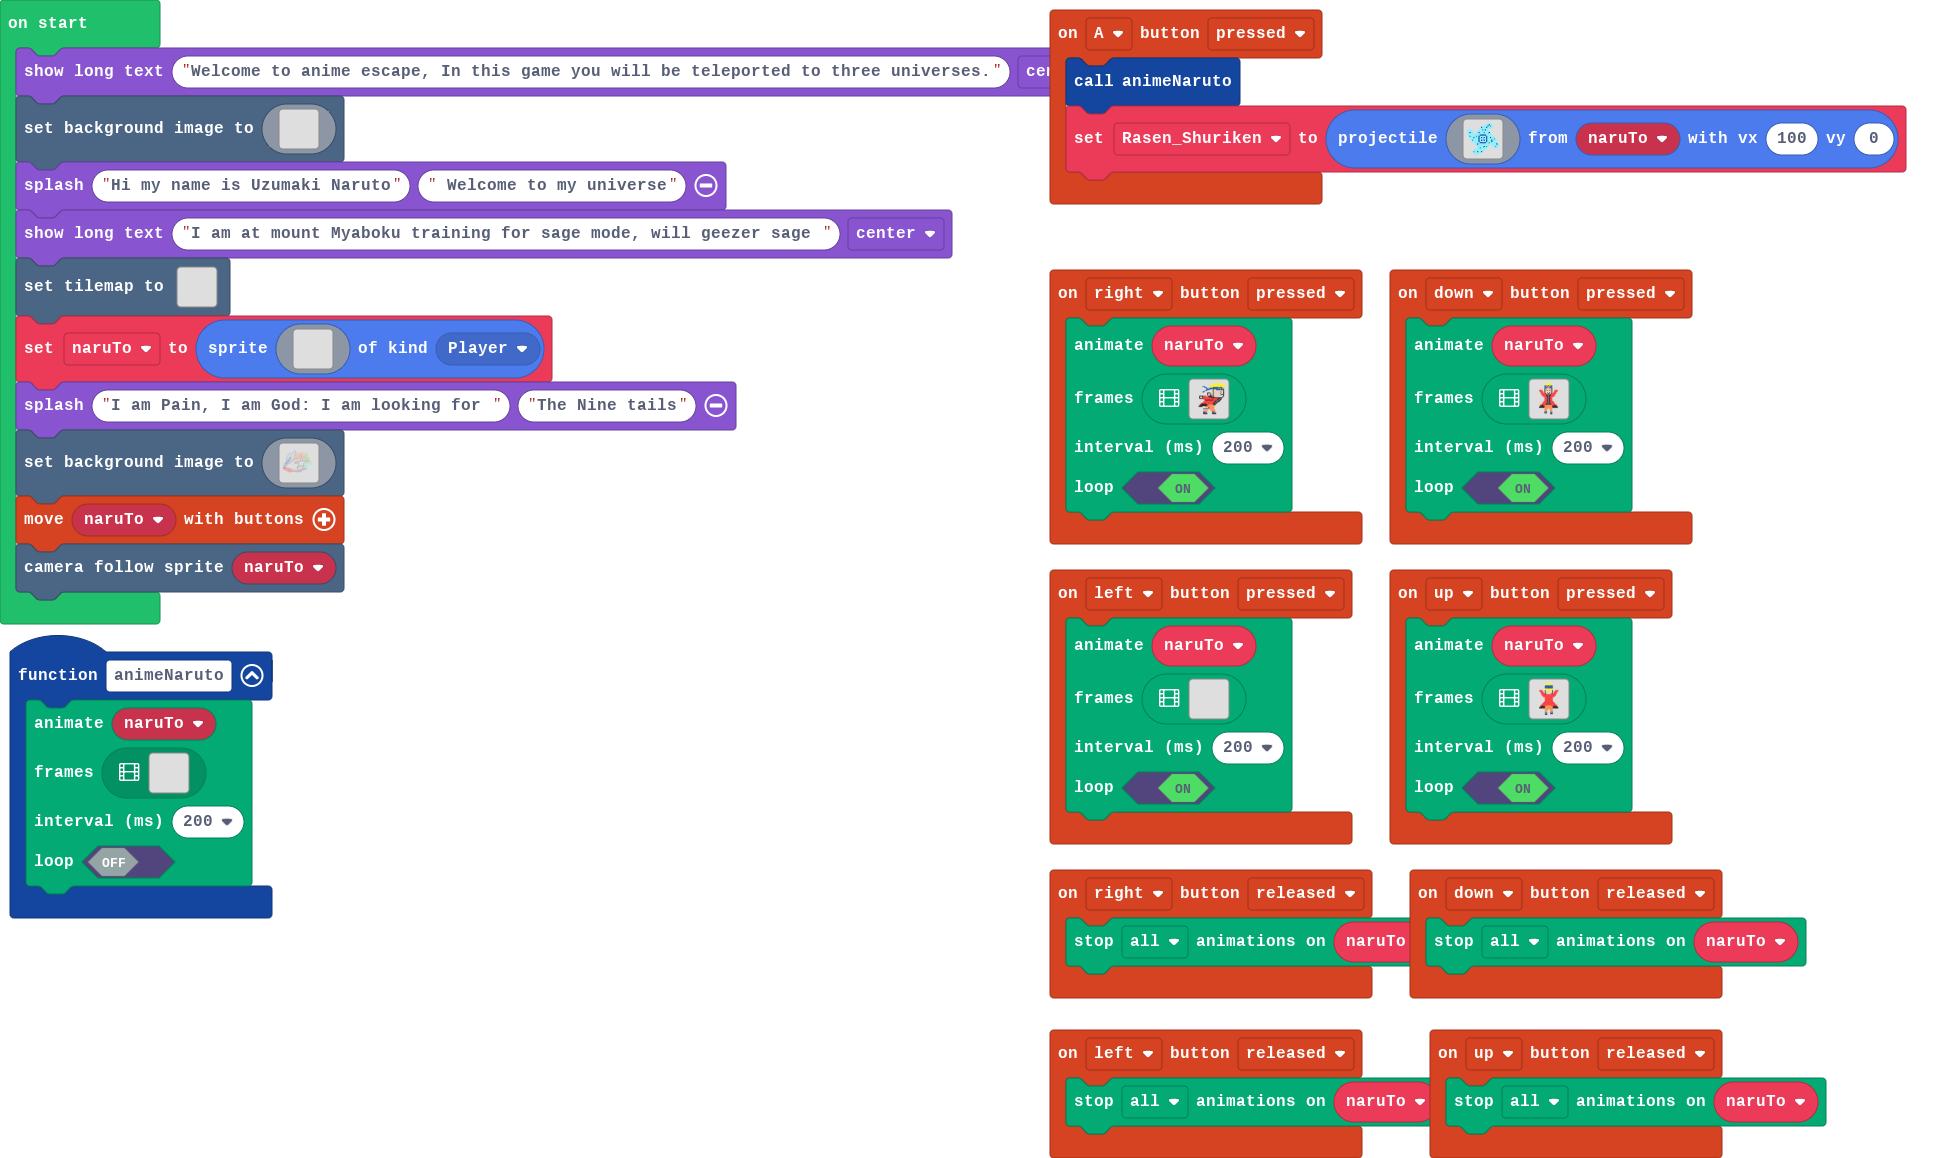 on start
show long text "Welcome to anime escape, In this game you will be teleported to three universes." cen
set background image to
splash "Hi my name is Uzumaki Naruto" " Welcome to my universe"
show long text "I am at mount Myaboku training for sage mode, will geezer sage " center
set tilemap to
set naruTo to sprite of kind Player
splash "I am Pain, I am God: I am looking for " "The Nine tails"
set background image to
move naruTo with buttons
camera follow sprite naruTo
function animeNaruto
animate naruTo
frames
interval (ms) 200
loop OFF
on A button pressed
call animeNaruto
set Rasen_Shuriken to projectile from naruTo with vx 100 vy 0
on right button pressed
animate naruTo
frames
interval (ms) 200
loop ON
on down button pressed
animate naruTo
frames
interval (ms) 200
loop ON
on left button pressed
animate naruTo
frames
interval (ms) 200
loop ON
on up button pressed
animate naruTo
frames
interval (ms) 200
loop ON
on right button released
stop all animations on naruTo
on down button released
stop all animations on naruTo
on left button released
stop all animations on naruTo
on up button released
stop all animations on naruTo